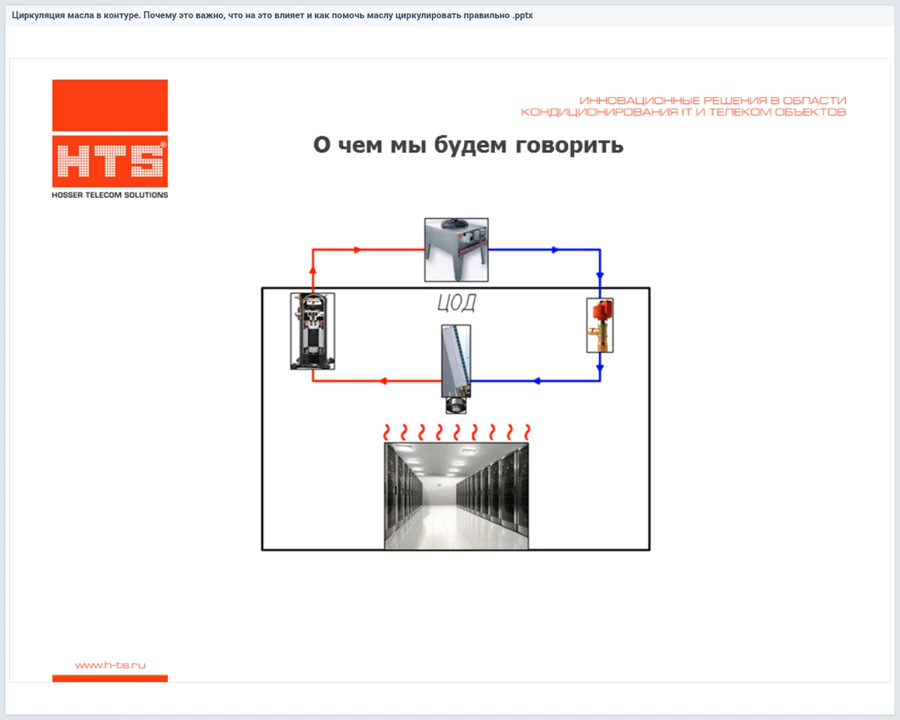 Циркуляция масла в контуре. Почему это важно, что на это влияет и как помочь маслу циркулировать правильно .pptx
ИННОВАЦИОННЫЕ РЕШЕНИЯ В ОБЛАСТИ
КОНДИЦИОНИРОВАНИЯ IT И ТЕЛЕКОМ ОБЪЕКТОВ
HTS®
HOSSER TELECOM SOLUTIONS
О чем мы будем говорить
ЦОД
www.h-ts.ru